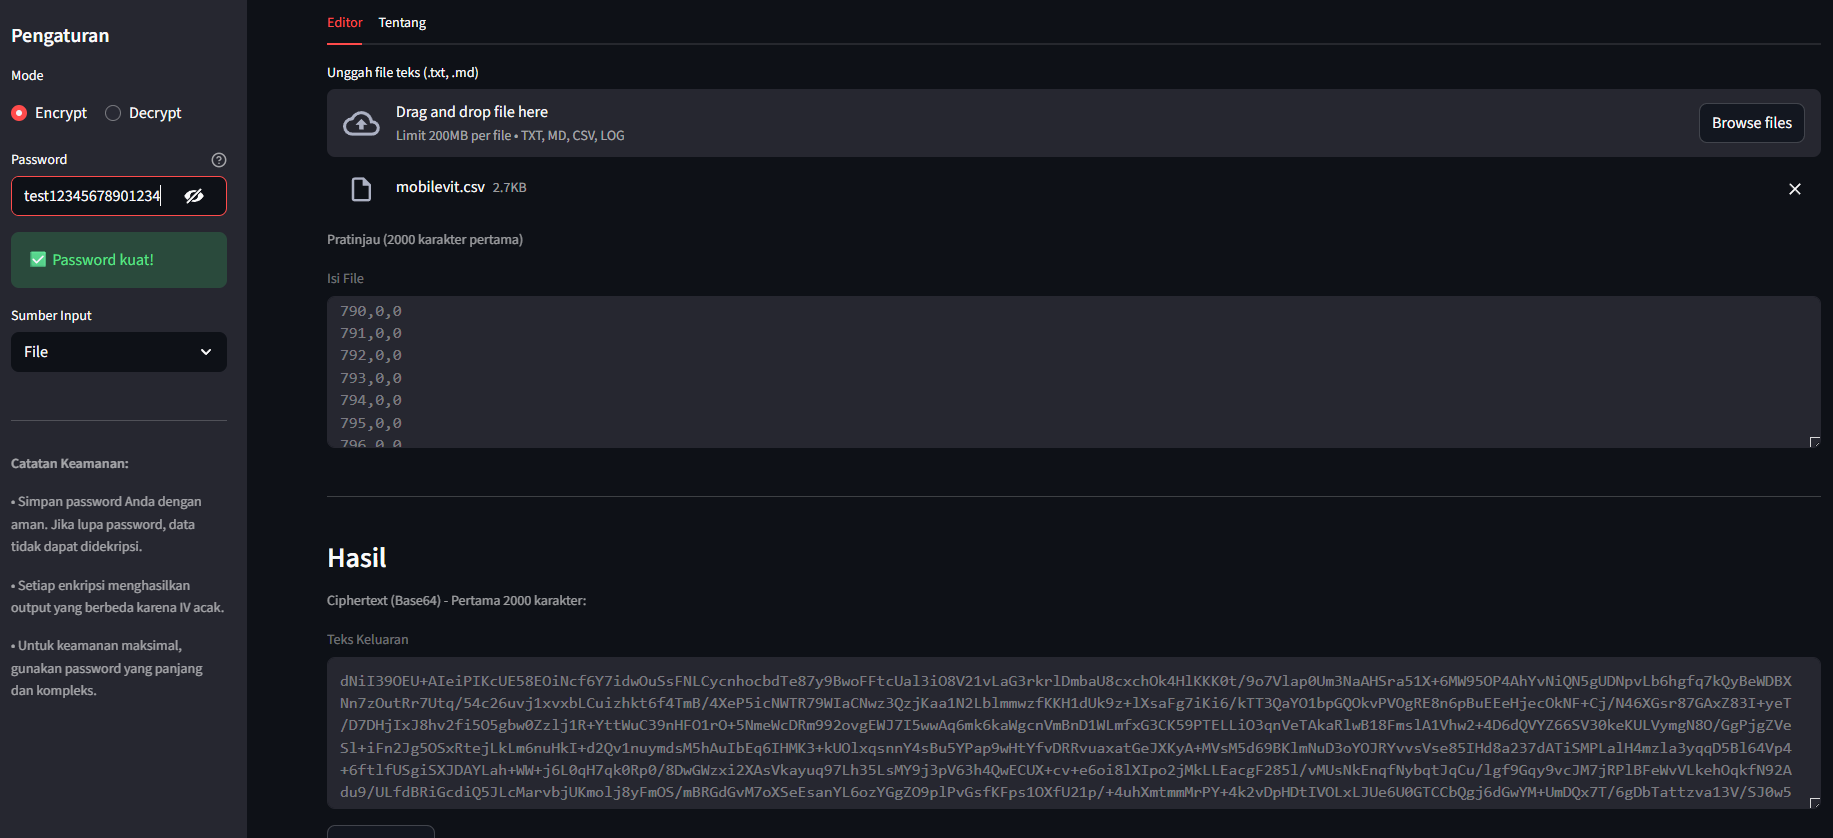 Pengaturan
Mode
Encrypt
Decrypt
Password
test12345678901234
Password kuat!
Sumber Input
File
Catatan Keamanan:
• Simpan password Anda dengan
aman. Jika lupa password, data
tidak dapat didekripsi.
• Setiap enkripsi menghasilkan
output yang berbeda karena IV acak.
• Untuk keamanan maksimal,
gunakan password yang panjang
dan kompleks.
Editor
Tentang
Unggah file teks (.txt, .md)
Drag and drop file here
Limit 200MB per file • TXT, MD, CSV, LOG
Browse files
mobilevit.csv 2.7KB
Pratinjau (2000 karakter pertama)
Isi File
790,0,0
791,0,0
792,0,0
793,0,0
794,0,0
795,0,0
796,0,0
Hasil
Ciphertext (Base64) - Pertama 2000 karakter:
Teks Keluaran
dNiI39OEU+AIeiPIKcUE58EOiNcf6Y7idwOuSsFNLCycnhocbdTe87y9BwoFFtcUal3iO8V21vLaG3rkrlDmbaU8cxchOk4HlKKK0t/9o7Vlap0Um3NaAHSra51X+6MW95OP4AhYvNiQN5gUDNpvLb6hgfq7kQyBeWDBX
Nn7zOutRr7Utq/54c26uvj1xvxbLCuizhkt6f4TmB/4XeP5icNWTR79WIaCNwz3QzjKaa1N2LblmmwzfKKH1dUk9z+lXsaFg7iKi6/kTT3QaYO1bpGQOkvPVOgRE8n6pBuEEeHjecOkNF+Cj/N46XGsr87GAxZ83I+yeT
/D7DHjIxJ8hv2fi5O5gbw0Zzlj1R+YttWuC39nHFO1rO+5NmeWcDRm992ovgEWJ7I5wwAq6mk6kaWgcnVmBnD1WLmfxG3CK59PTELLiO3qnVeTAkaRlwB18FmslA1Vhw2+4D6dQVYZ66SV30keKULVymgN8O/GgPjgZVe
Sl+iFn2Jg5OSxRtejLkLm6nuHkI+d2Qv1nuymdsM5hAuIbEq6IHMK3+kUOlxqsnnY4sBu5YPap9wHtYfvDRRvuaxatGeJXKyA+MVsM5d69BKlmNuD3oYOJRYvvsVse85IHd8a237dATiSMPLalH4mzla3yqqD5Bl64Vp4
+6ftlfUSgiSXJDAYLah+WW+j6L0qH7qk0Rp0/8DwGWzxi2XAsVkayuq97Lh35LsMY9j3pV63h4QwECUX+cv+e6oi8lXIpo2jMkLLEacgF285l/vMUsNkEnqfNybqtJqCu/lgf9Gqy9vcJM7jRPlBFeWvVLkehOqkfN92A
du9/ULfdBRiGcdiQ5JLcMarvbjUKmolj8yFmOS/mBRGdGvM7oXSeEsanYL6ozYGgZO9plPvGsfKFps1OXfU21p/+4uhXmtmmMrPY+4k2vDpHDtIVOLxLJUe6U0GTCCbQgj6dGwYM+UmDQx7T/6gDbTattzva13V/SJ0w5